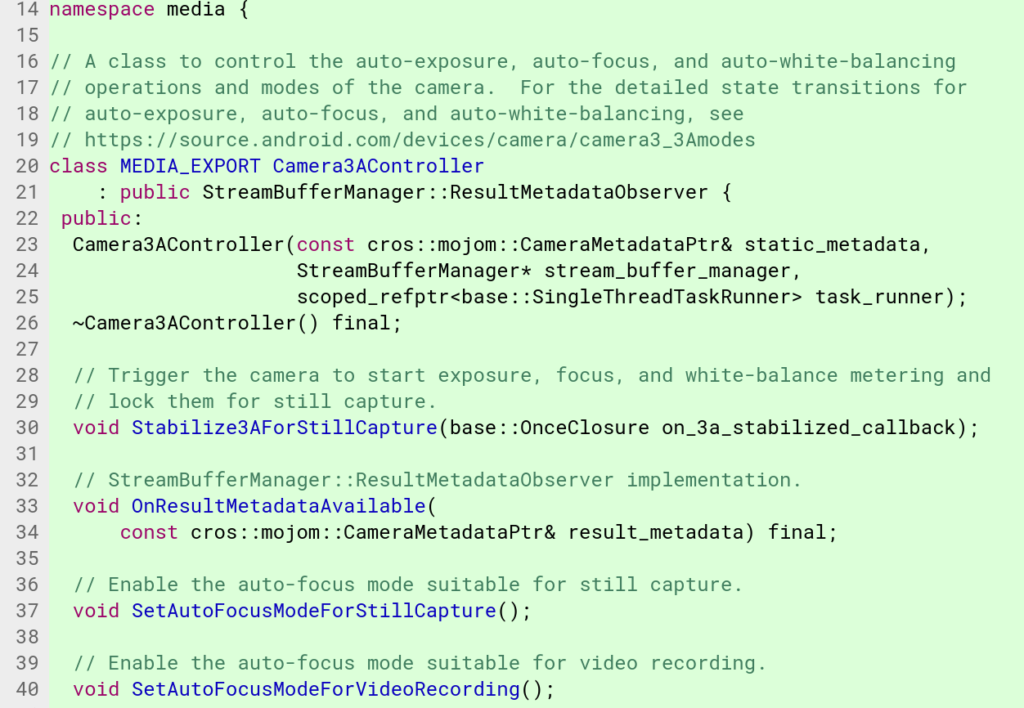 14 namespace media {
15
16 // A class to control the auto-exposure, auto-focus, and auto-white-balancing
17 // operations and modes of the camera.  For the detailed state transitions for
18 // auto-exposure, auto-focus, and auto-white-balancing, see
19 // https://source.android.com/devices/camera/camera3_3Amodes
20 class MEDIA_EXPORT Camera3AController
21     : public StreamBufferManager::ResultMetadataObserver {
22  public:
23   Camera3AController(const cros::mojom::CameraMetadataPtr& static_metadata,
24                      StreamBufferManager* stream_buffer_manager,
25                      scoped_refptr<base::SingleThreadTaskRunner> task_runner);
26   ~Camera3AController() final;
27
28   // Trigger the camera to start exposure, focus, and white-balance metering and
29   // lock them for still capture.
30   void Stabilize3AForStillCapture(base::OnceClosure on_3a_stabilized_callback);
31
32   // StreamBufferManager::ResultMetadataObserver implementation.
33   void OnResultMetadataAvailable(
34       const cros::mojom::CameraMetadataPtr& result_metadata) final;
35
36   // Enable the auto-focus mode suitable for still capture.
37   void SetAutoFocusModeForStillCapture();
38
39   // Enable the auto-focus mode suitable for video recording.
40   void SetAutoFocusModeForVideoRecording();